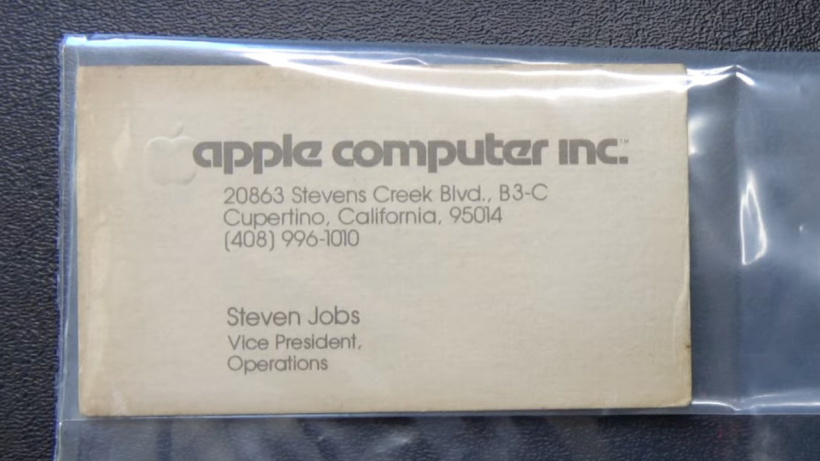 apple computer inc.™
20863 Stevens Creek Blvd., B3-C
Cupertino, California, 95014
(408) 996-1010
Steven Jobs
Vice President,
Operations